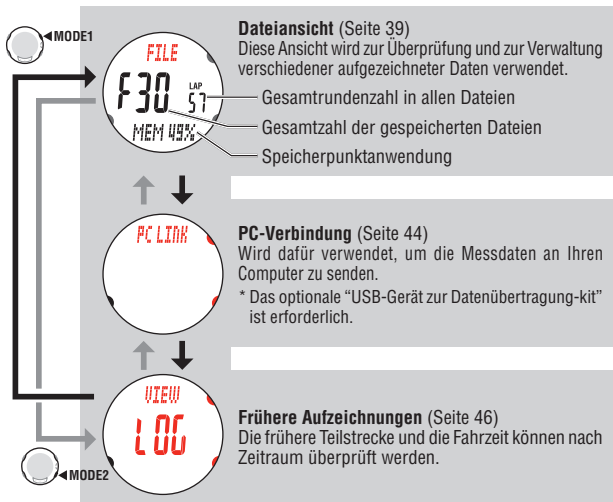 MODE1
FILE
F30
LAP
57
MEM 49%
Dateiansicht (Seite 39)
Diese Ansicht wird zur Überprüfung und zur Verwaltung
verschiedener aufgezeichneter Daten verwendet.
Gesamtrundenzahl in allen Dateien
Gesamtzahl der gespeicherten Dateien
Speicherpunktanwendung
PC LINK
PC-Verbindung (Seite 44)
Wird dafür verwendet, um die Messdaten an Ihren
Computer zu senden.
* Das optionale “USB-Gerät zur Datenübertragung-kit”
ist erforderlich.
VIEW
LOG
Frühere Aufzeichnungen (Seite 46)
Die frühere Teilstrecke und die Fahrzeit können nach
Zeitraum überprüft werden.
MODE2